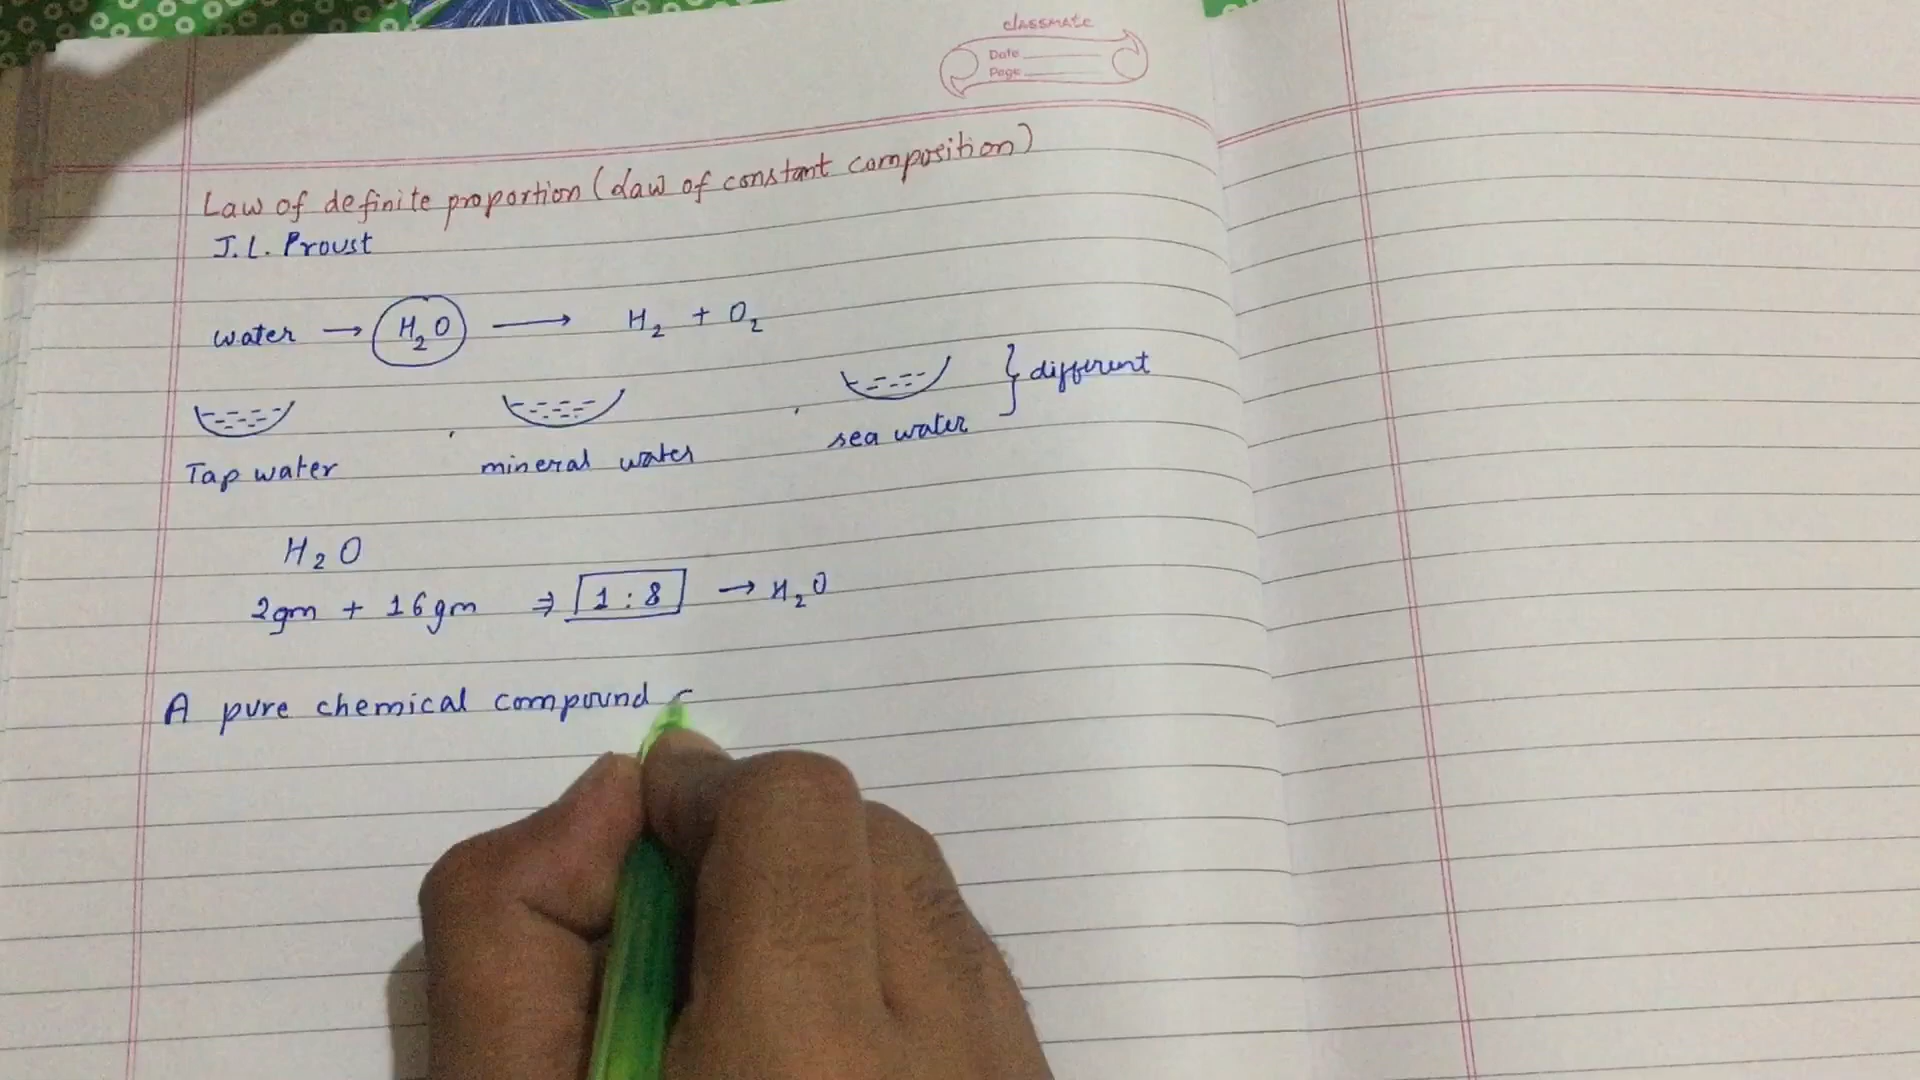 classmate
Date
Page
Law of definite proportion (Law of constant composition)
J.L. Proust
water → H₂O ⟶ H₂ + O₂
} different
Tap water mineral water sea water
H₂O
2gm + 16gm ⇒ 1 : 8 → H₂O
A pure chemical compound